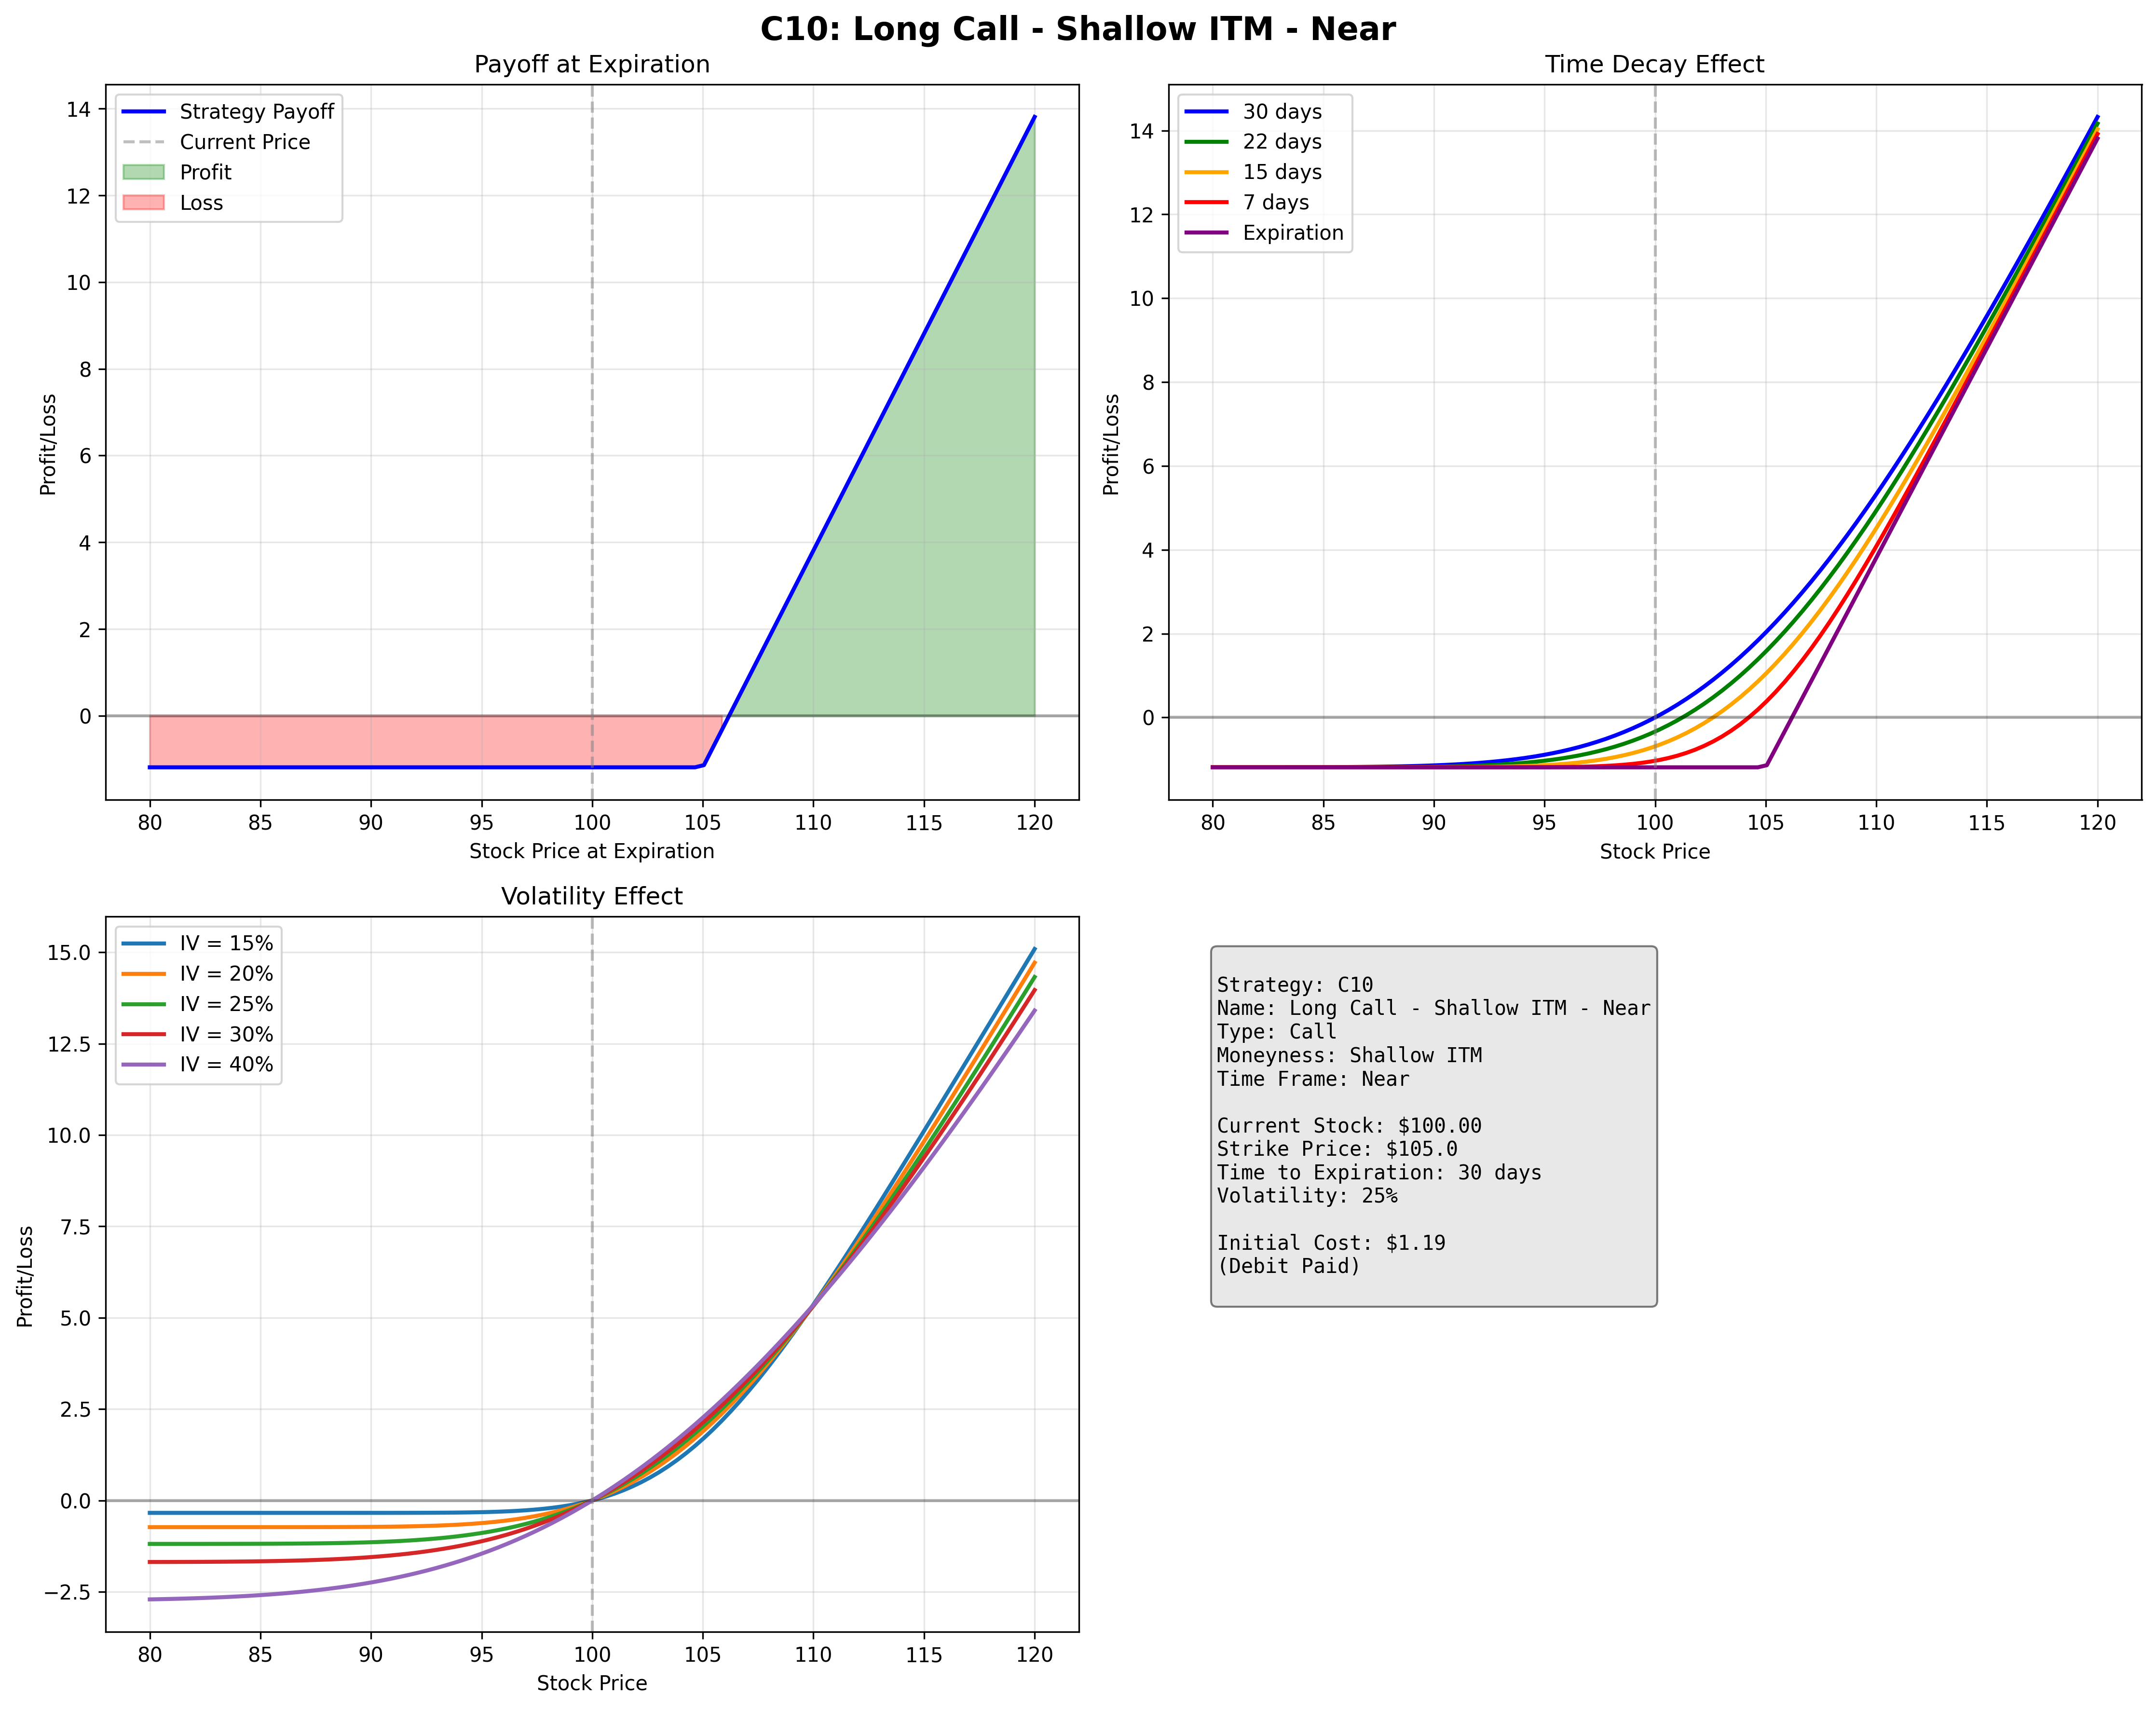 C10: Long Call - Shallow ITM - Near
Payoff at Expiration
Strategy Payoff
Current Price
Profit
Loss
14
12
10
8
6
4
2
0
Profit/Loss
80 85 90 95 100 105 110 115 120
Stock Price at Expiration
Time Decay Effect
30 days
22 days
15 days
7 days
Expiration
14
12
10
8
6
4
2
0
Profit/Loss
80 85 90 95 100 105 110 115 120
Stock Price
Volatility Effect
IV = 15%
IV = 20%
IV = 25%
IV = 30%
IV = 40%
15.0
12.5
10.0
7.5
5.0
2.5
0.0
−2.5
Profit/Loss
80 85 90 95 100 105 110 115 120
Stock Price
Strategy: C10
Name: Long Call - Shallow ITM - Near
Type: Call
Moneyness: Shallow ITM
Time Frame: Near
Current Stock: $100.00
Strike Price: $105.0
Time to Expiration: 30 days
Volatility: 25%
Initial Cost: $1.19
(Debit Paid)